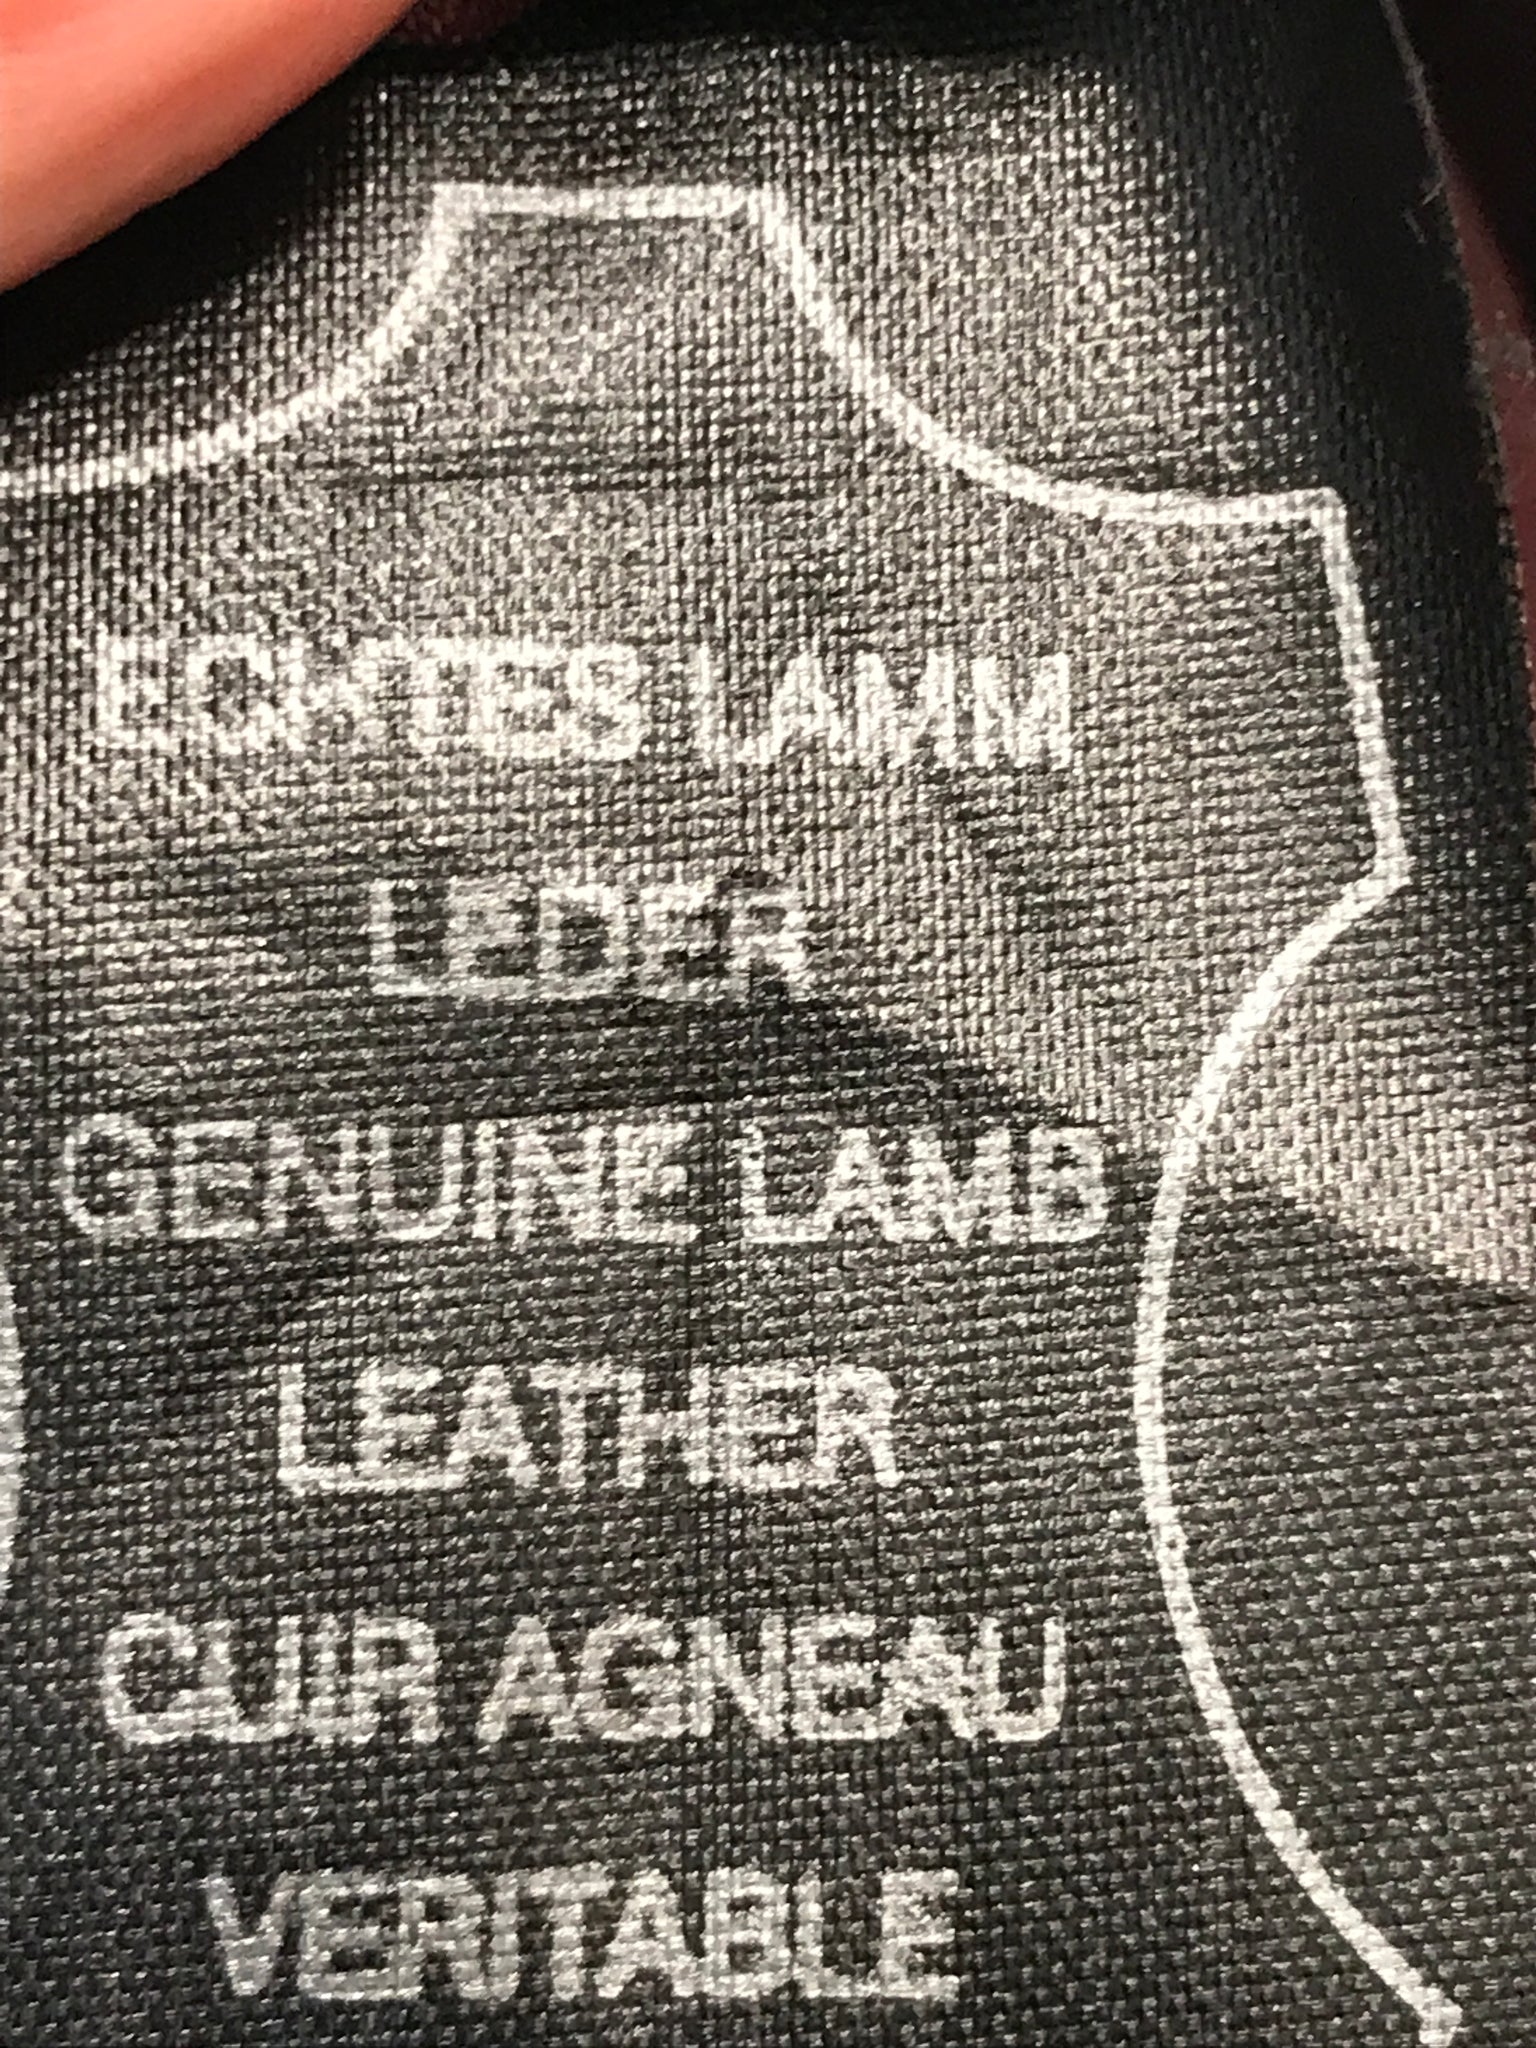 ECHTES LAMM
LEDER
GENUINE LAMB
LEATHER
CUIR AGNEAU
VERITABLE